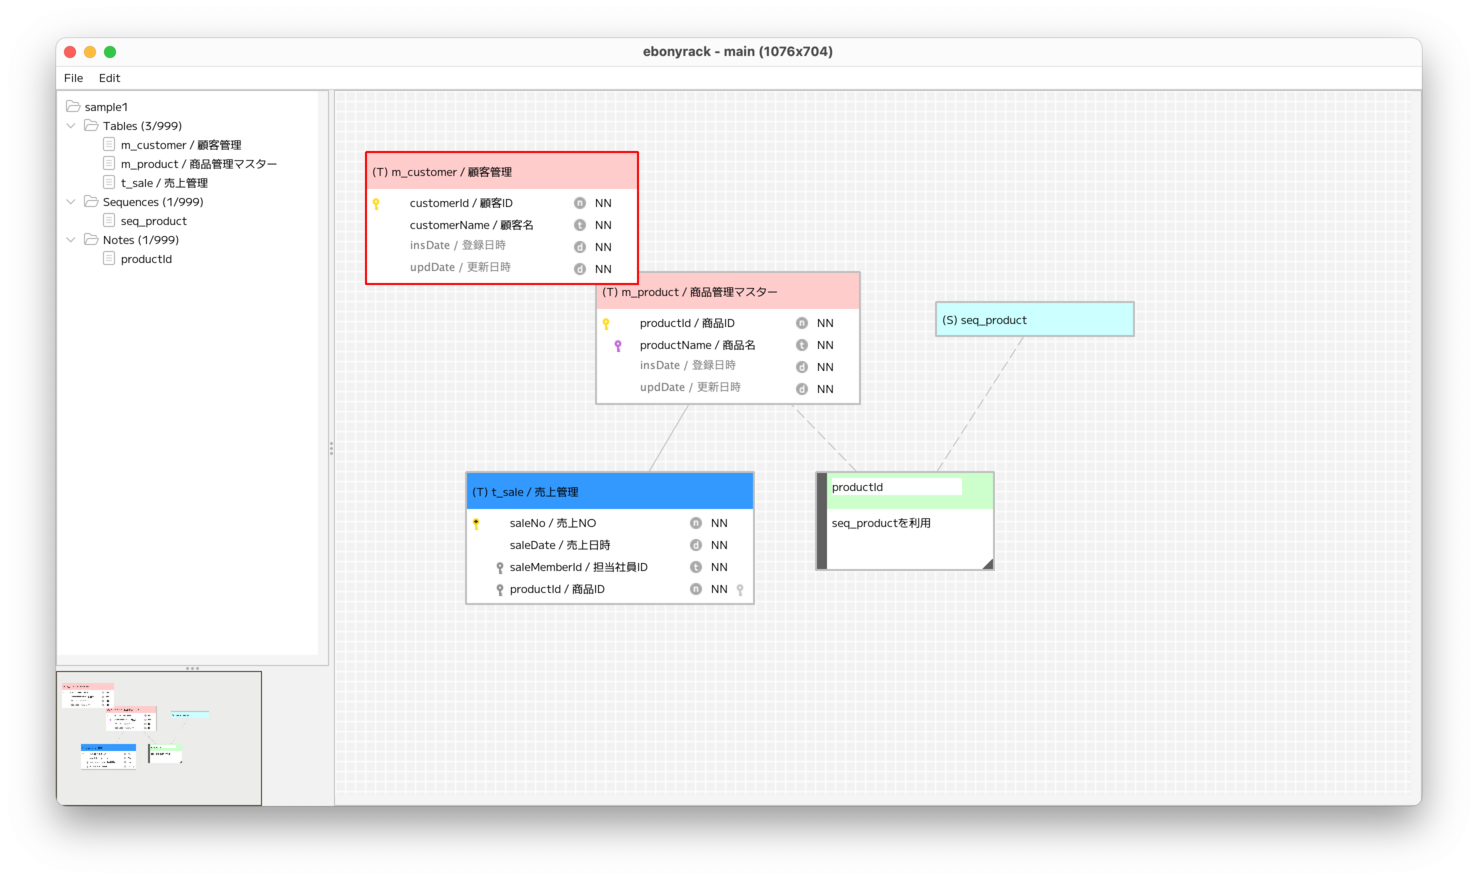 ebonyrack - main (1076x704)
File Edit
sample1
Tables (3/999)
m_customer / 顧客管理
m_product / 商品管理マスター
t_sale / 売上管理
Sequences (1/999)
seq_product
Notes (1/999)
productId
(T) m_customer / 顧客管理
customerId / 顧客ID n NN
customerName / 顧客名 t NN
insDate / 登録日時 d NN
updDate / 更新日時 d NN
(T) m_product / 商品管理マスター
productId / 商品ID n NN
productName / 商品名 t NN
insDate / 登録日時 d NN
updDate / 更新日時 d NN
(S) seq_product
(T) t_sale / 売上管理
saleNo / 売上NO n NN
saleDate / 売上日時 d NN
saleMemberId / 担当社員ID t NN
productId / 商品ID n NN
productId
seq_productを利用